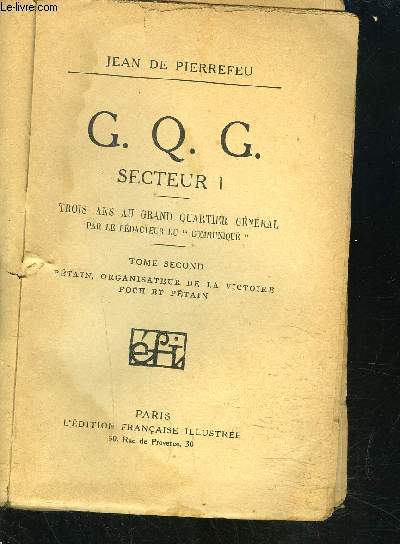 www.le-livre.com
JEAN DE PIERREFEU
G. Q. G.
SECTEUR I
TROIS ANS AU GRAND QUARTIER GÉNÉRAL
PAR LE RÉDACTEUR DU "COMMUNIQUÉ"
TOME SECOND
PÉTAIN, ORGANISATEUR DE LA VICTOIRE
FOCH ET PÉTAIN
éfi
PARIS
L'ÉDITION FRANÇAISE ILLUSTRÉE
30, Rue de Provence, 30